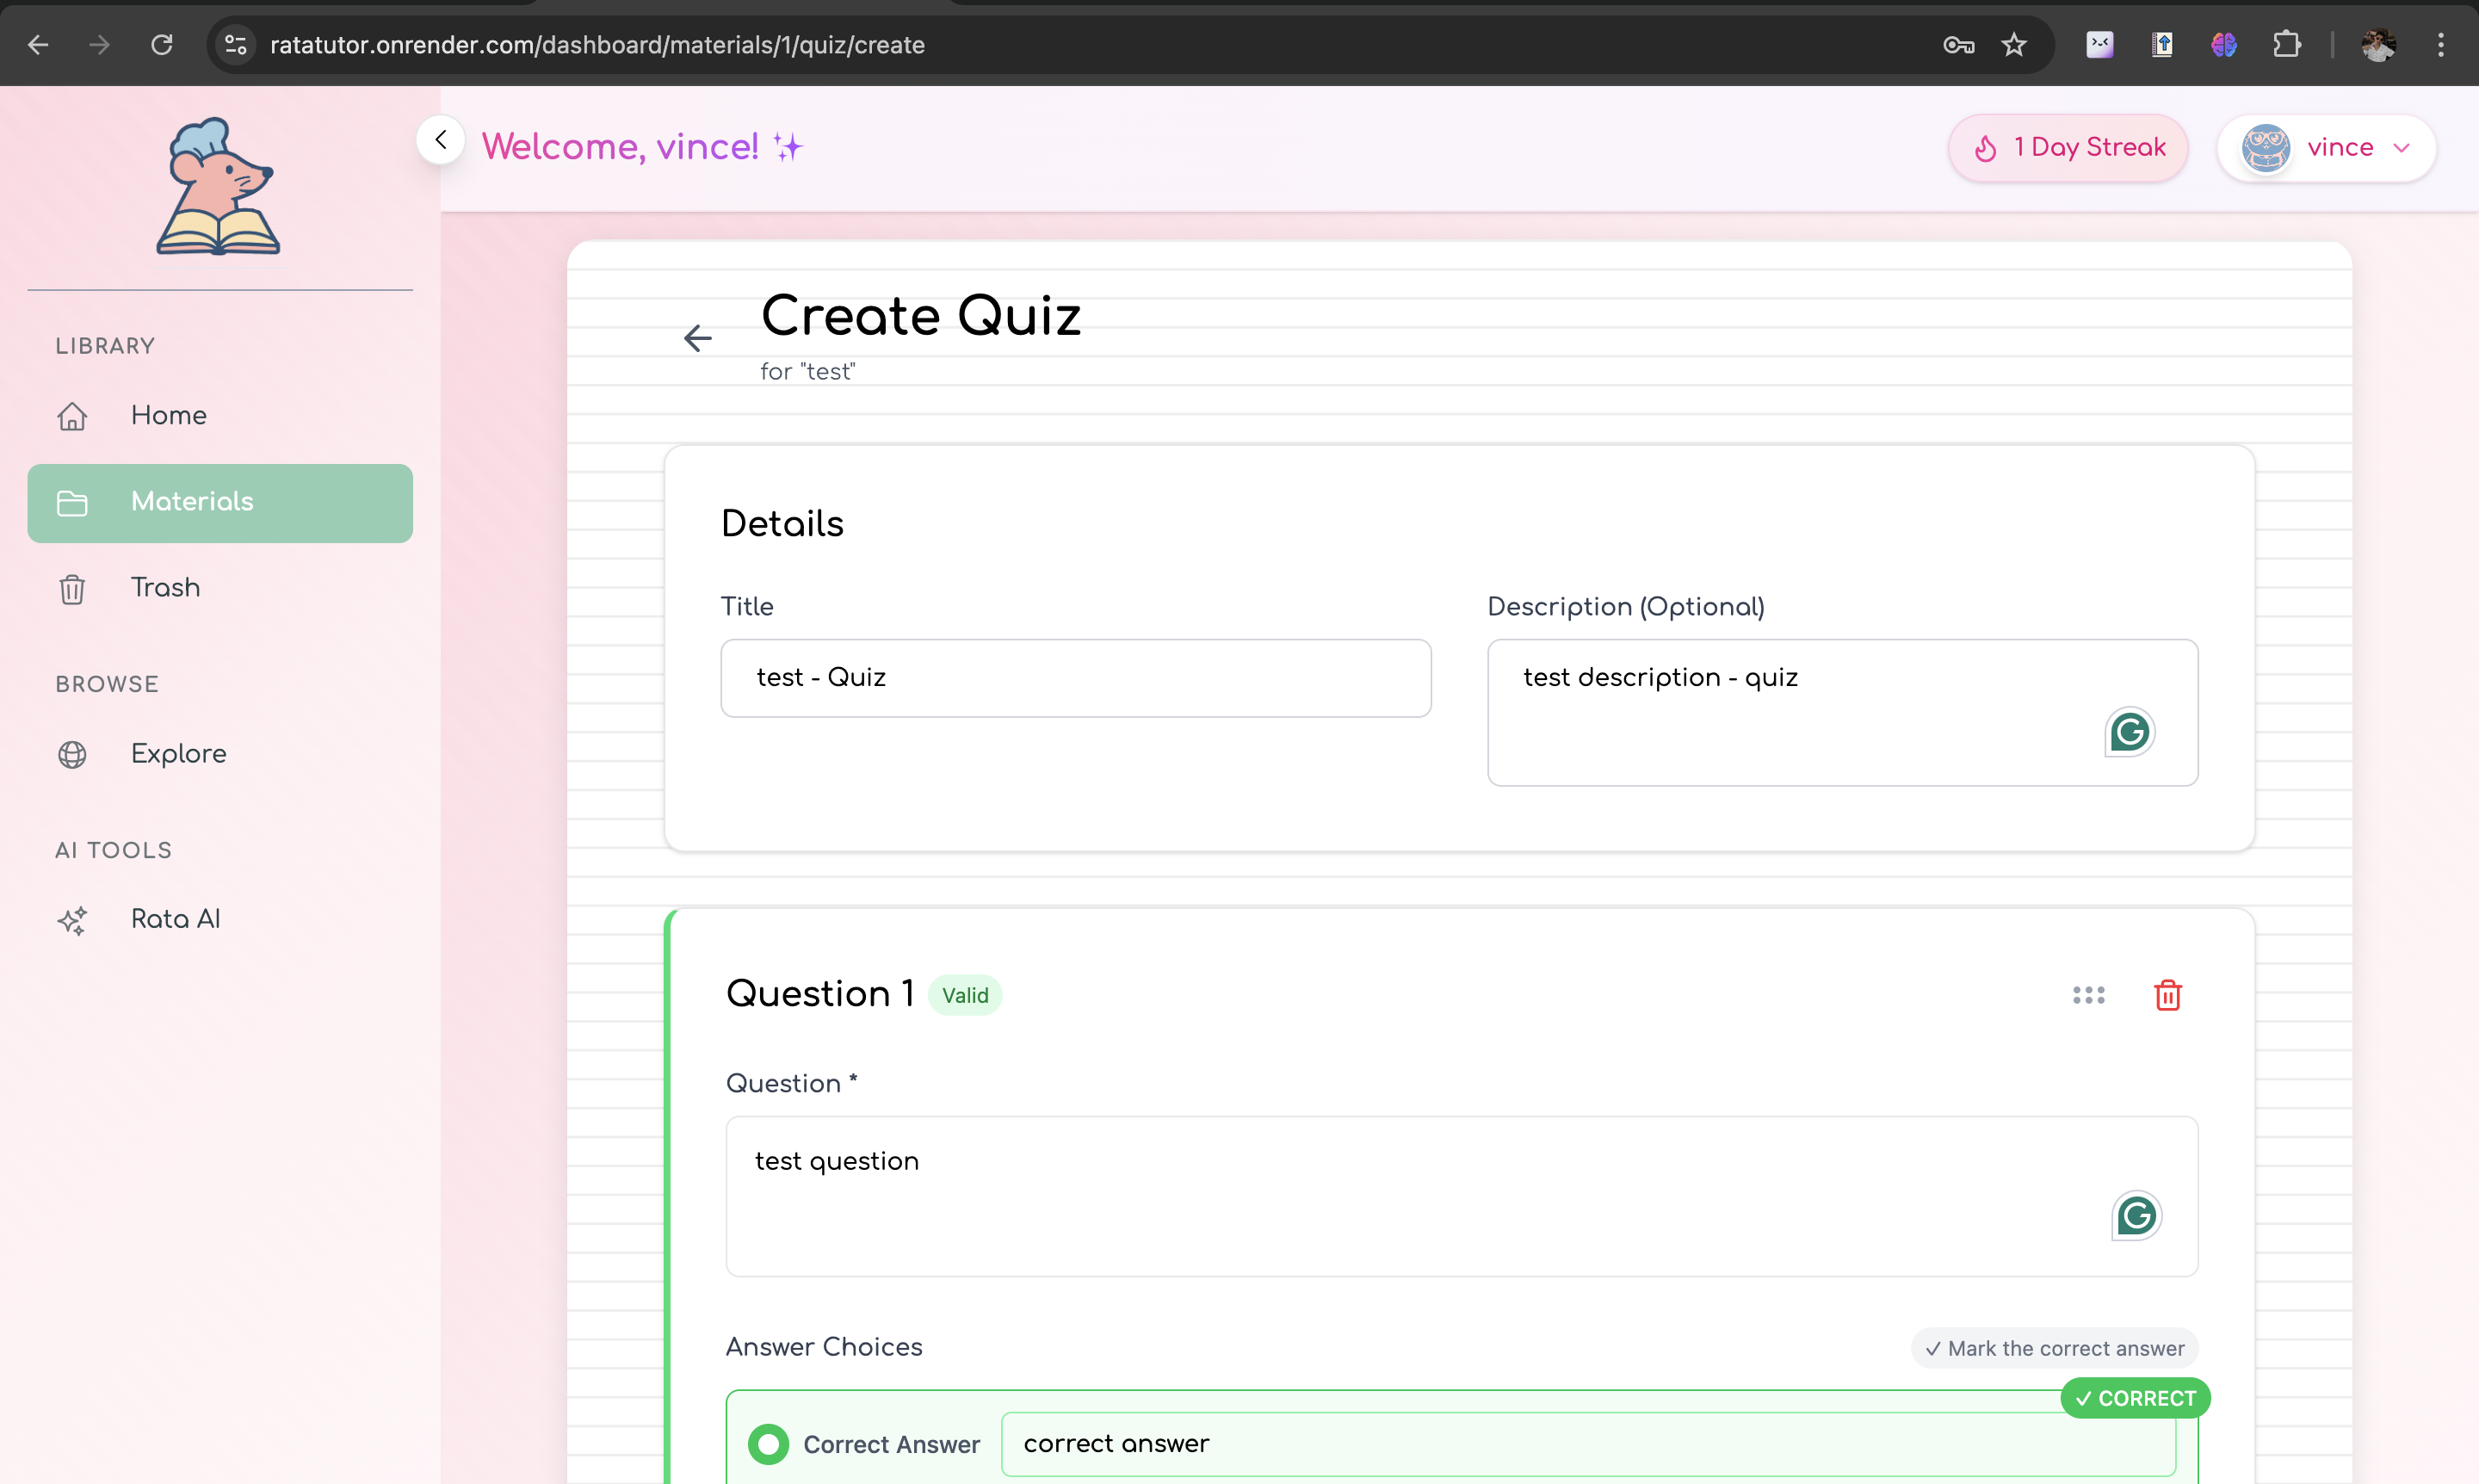 ratatutor.onrender.com/dashboard/materials/1/quiz/create
Welcome, vince!
1 Day Streak
vince
LIBRARY
Home
Materials
Trash
BROWSE
Explore
AI TOOLS
Rata AI
Create Quiz
for "test"
Details
Title
Description (Optional)
test - Quiz
test description - quiz
Question 1
Valid
Question *
test question
Answer Choices
✓ Mark the correct answer
✓ CORRECT
Correct Answer
correct answer